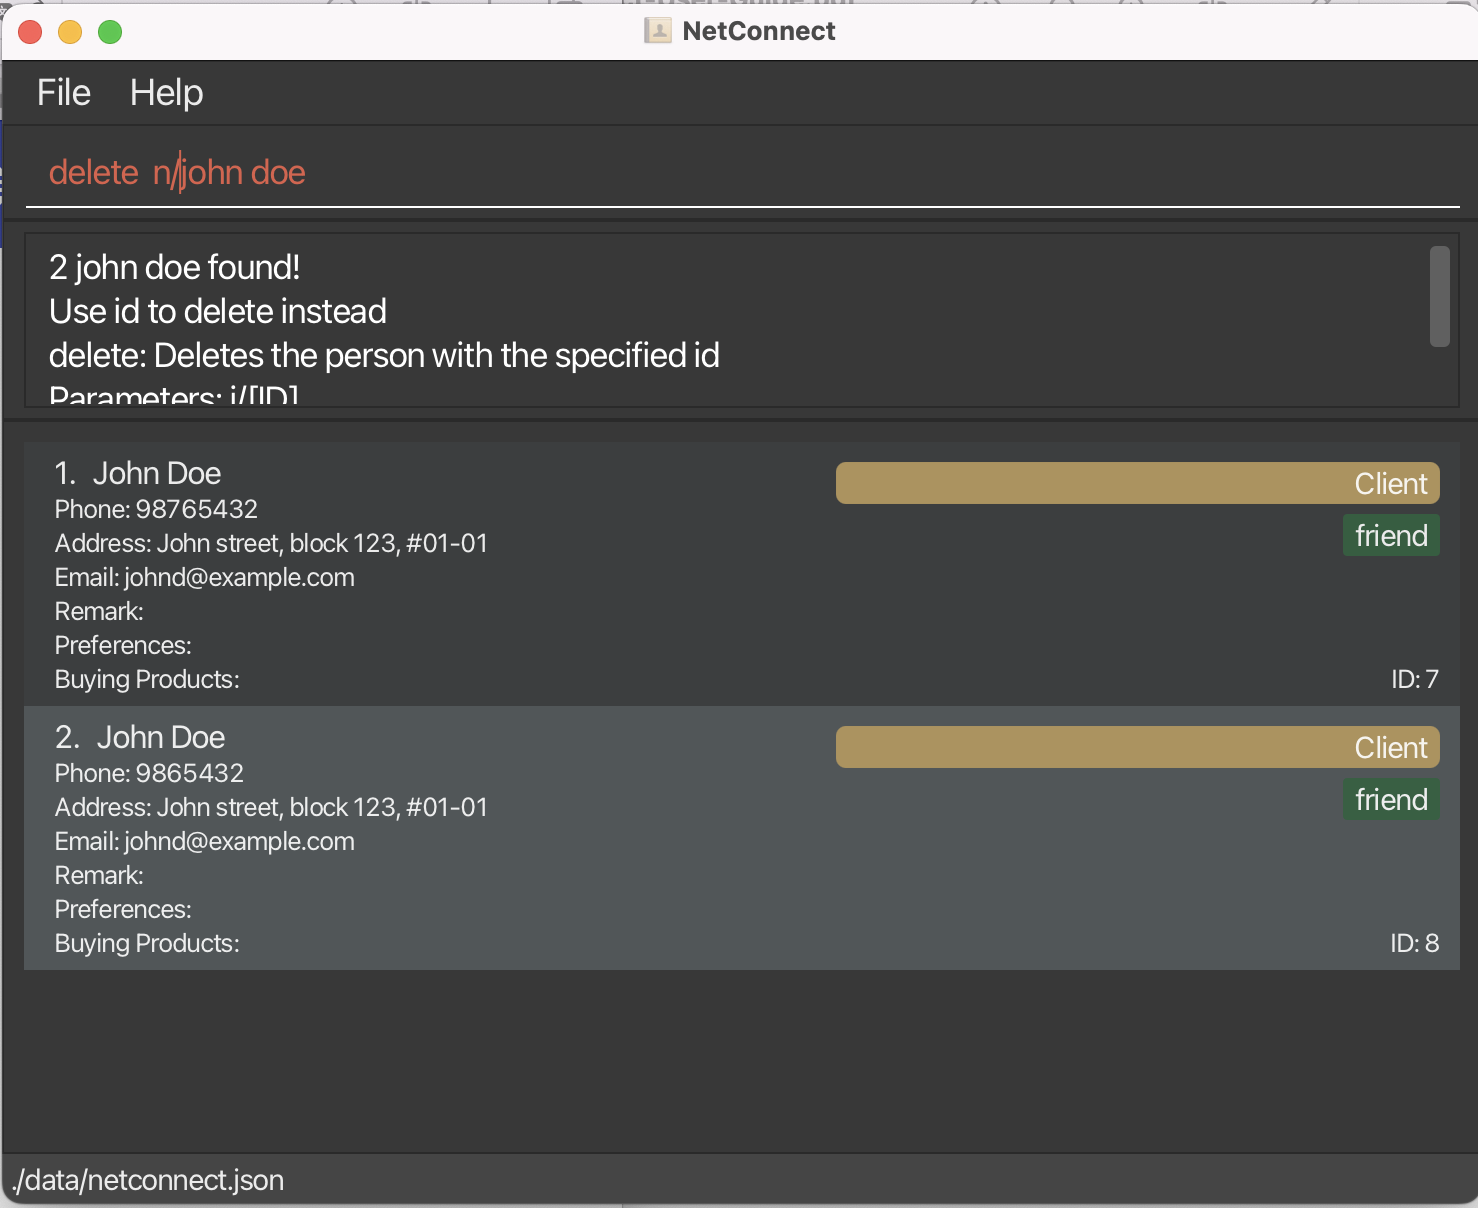 NetConnect
File Help
delete  n/john doe
2 john doe found!
Use id to delete instead
delete: Deletes the person with the specified id
Parameters: i/[ID]
1. John Doe
Client
Phone: 98765432
friend
Address: John street, block 123, #01-01
Email: johnd@example.com
Remark:
Preferences:
Buying Products:
ID: 7
2. John Doe
Client
Phone: 9865432
friend
Address: John street, block 123, #01-01
Email: johnd@example.com
Remark:
Preferences:
Buying Products:
ID: 8
./data/netconnect.json